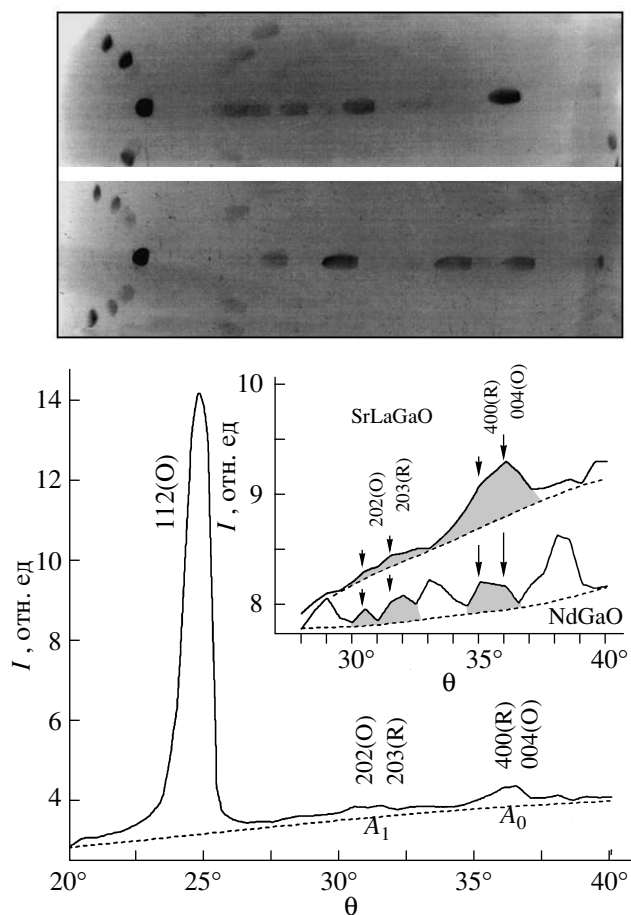 14
12
10
8
6
4
I, отн. ед
112(O)
202(O)
203(R)
400(R)
004(O)
A₁
A₀
20°
25°
30°
35°
40°
θ
10
9
8
I, отн. ед
SrLaGaO
202(O)
203(R)
400(R)
004(O)
NdGaO
30°
35°
40°
θ